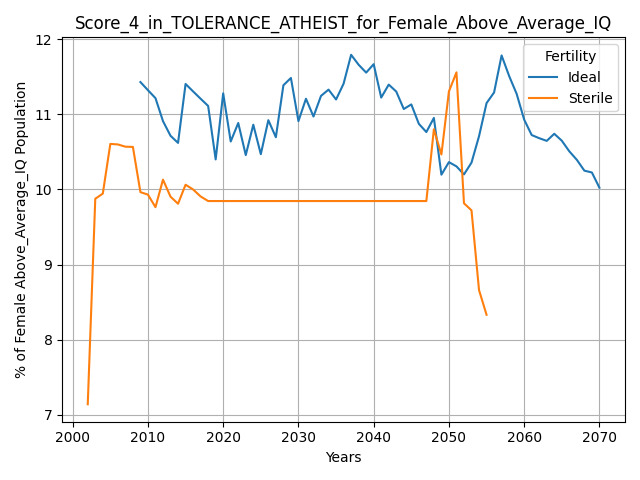 Score_4_in_TOLERANCE_ATHEIST_for_Female_Above_Average_IQ
% of Female Above_Average_IQ Population
12
11
10
9
8
7
Fertility
Ideal
Sterile
2000 2010 2020 2030 2040 2050 2060 2070
Years